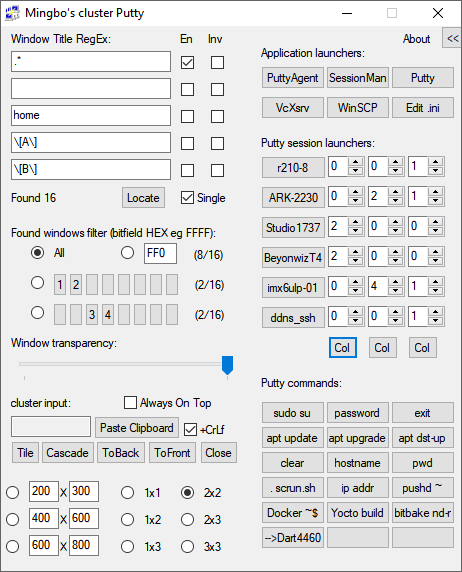 Mingbo's cluster Putty
Window Title RegEx: En Inv
.*
home
\[A\]
\[B\]
Found 16 Locate Single
Found windows filter (bitfield HEX eg FFFF):
All FF0 (8/16)
1 2 (2/16)
3 4 (2/16)
Window transparency:
cluster input: Always On Top
Paste Clipboard +CrLf
Tile Cascade ToBack ToFront Close
200 X 300 1x1 2x2
400 X 600 1x2 2x3
600 X 800 1x3 3x3
About <<
Application launchers:
PuttyAgent SessionMan Putty
VcXsrv WinSCP Edit .ini
Putty session launchers:
r210-8 0 0 1
ARK-2230 0 2 1
Studio1737 2 0 0
BeyonwizT4 2 0 0
imx6ulp-01 0 4 1
ddns_ssh 0 0 1
Col Col Col
Putty commands:
sudo su password exit
apt update apt upgrade apt dst-up
clear hostname pwd
. scrun.sh ip addr pushd ~
Docker ~$ Yocto build bitbake nd-r
-->Dart4460